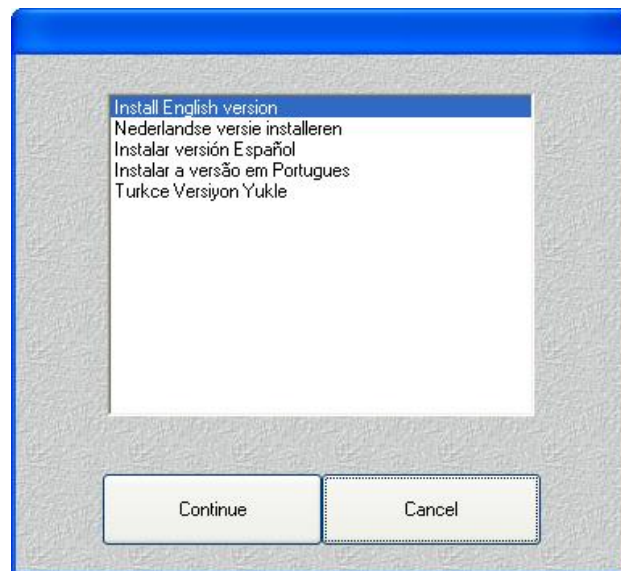 Install English version
Nederlandse versie installeren
Instalar versión Español
Instalar a versão em Portugues
Turkce Versiyon Yukle
Continue
Cancel